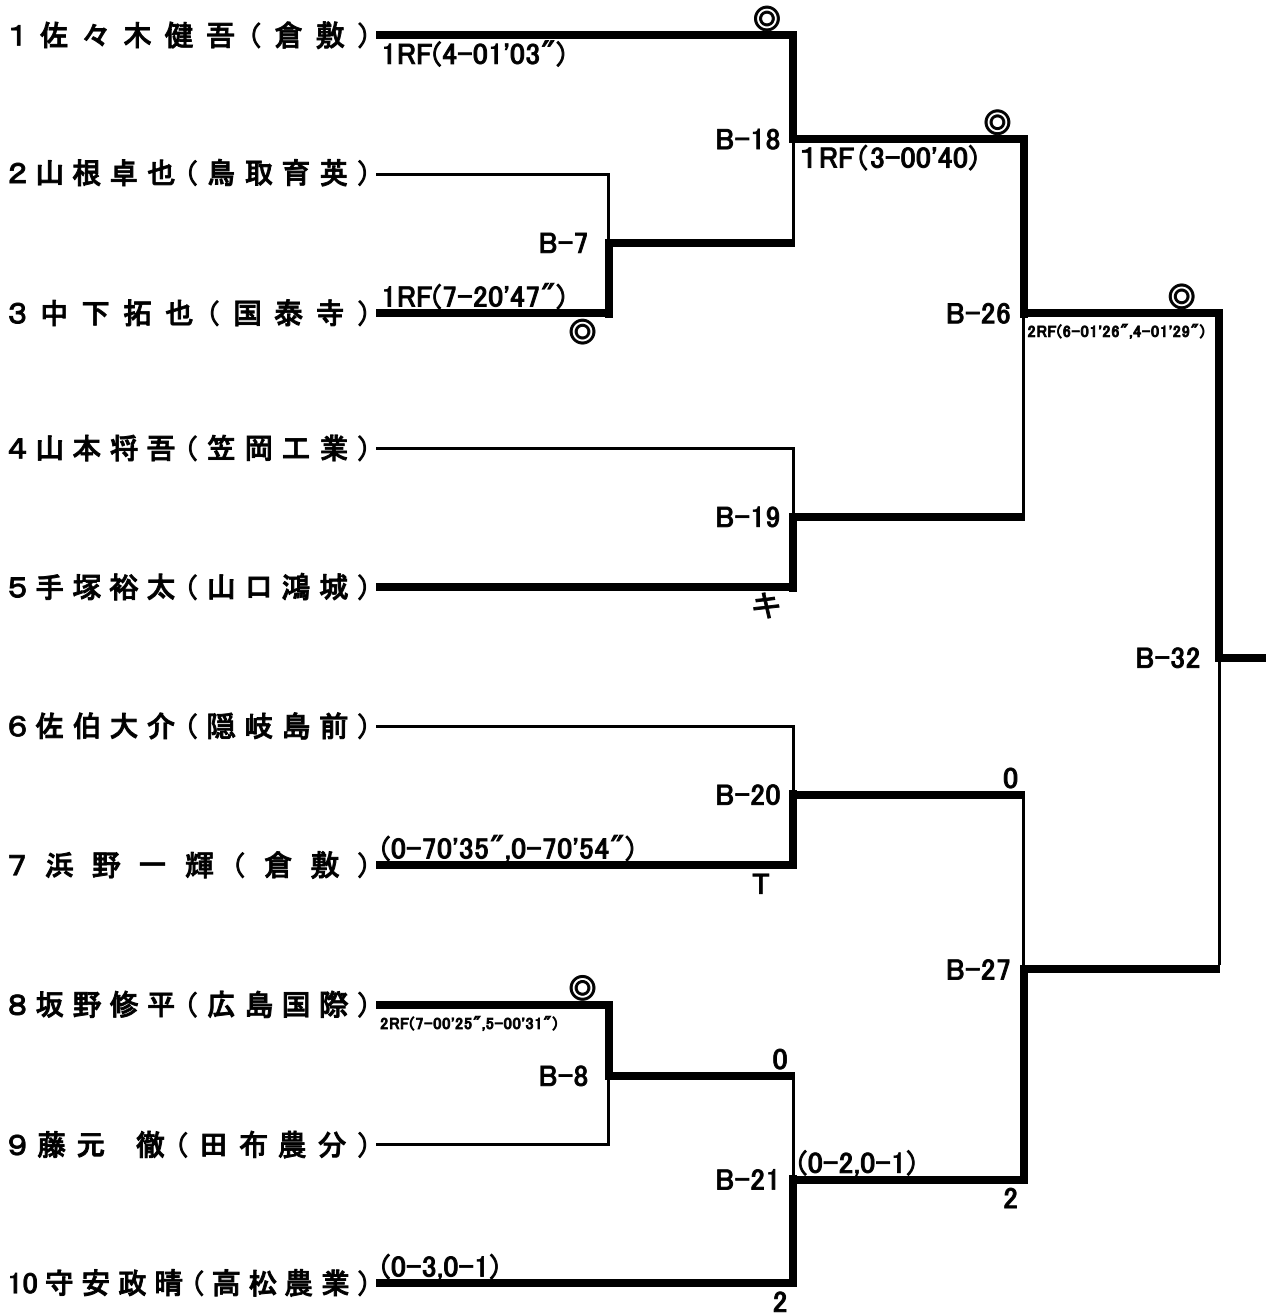 ◎
1 佐々木健吾(倉敷)
1RF(4-01'03″)
◎
B-18
1RF(3-00'40)
2 山根卓也(鳥取育英)
B-7
1RF(7-20'47″)
3 中下拓也(国泰寺)
◎
◎
B-26
2RF(6-01'26″,4-01'29″)
4 山本将吾(笠岡工業)
B-19
5 手塚裕太(山口鴻城)
キ
B-32
6 佐伯大介(隠岐島前)
0
B-20
(0-70'35″,0-70'54″)
7 浜野一輝(倉敷)
T
B-27
◎
8 坂野修平(広島国際)
2RF(7-00'25″,5-00'31″)
0
B-8
9 藤元 徹(田布農分)
(0-2,0-1)
B-21
2
(0-3,0-1)
10 守安政晴(高松農業)
2